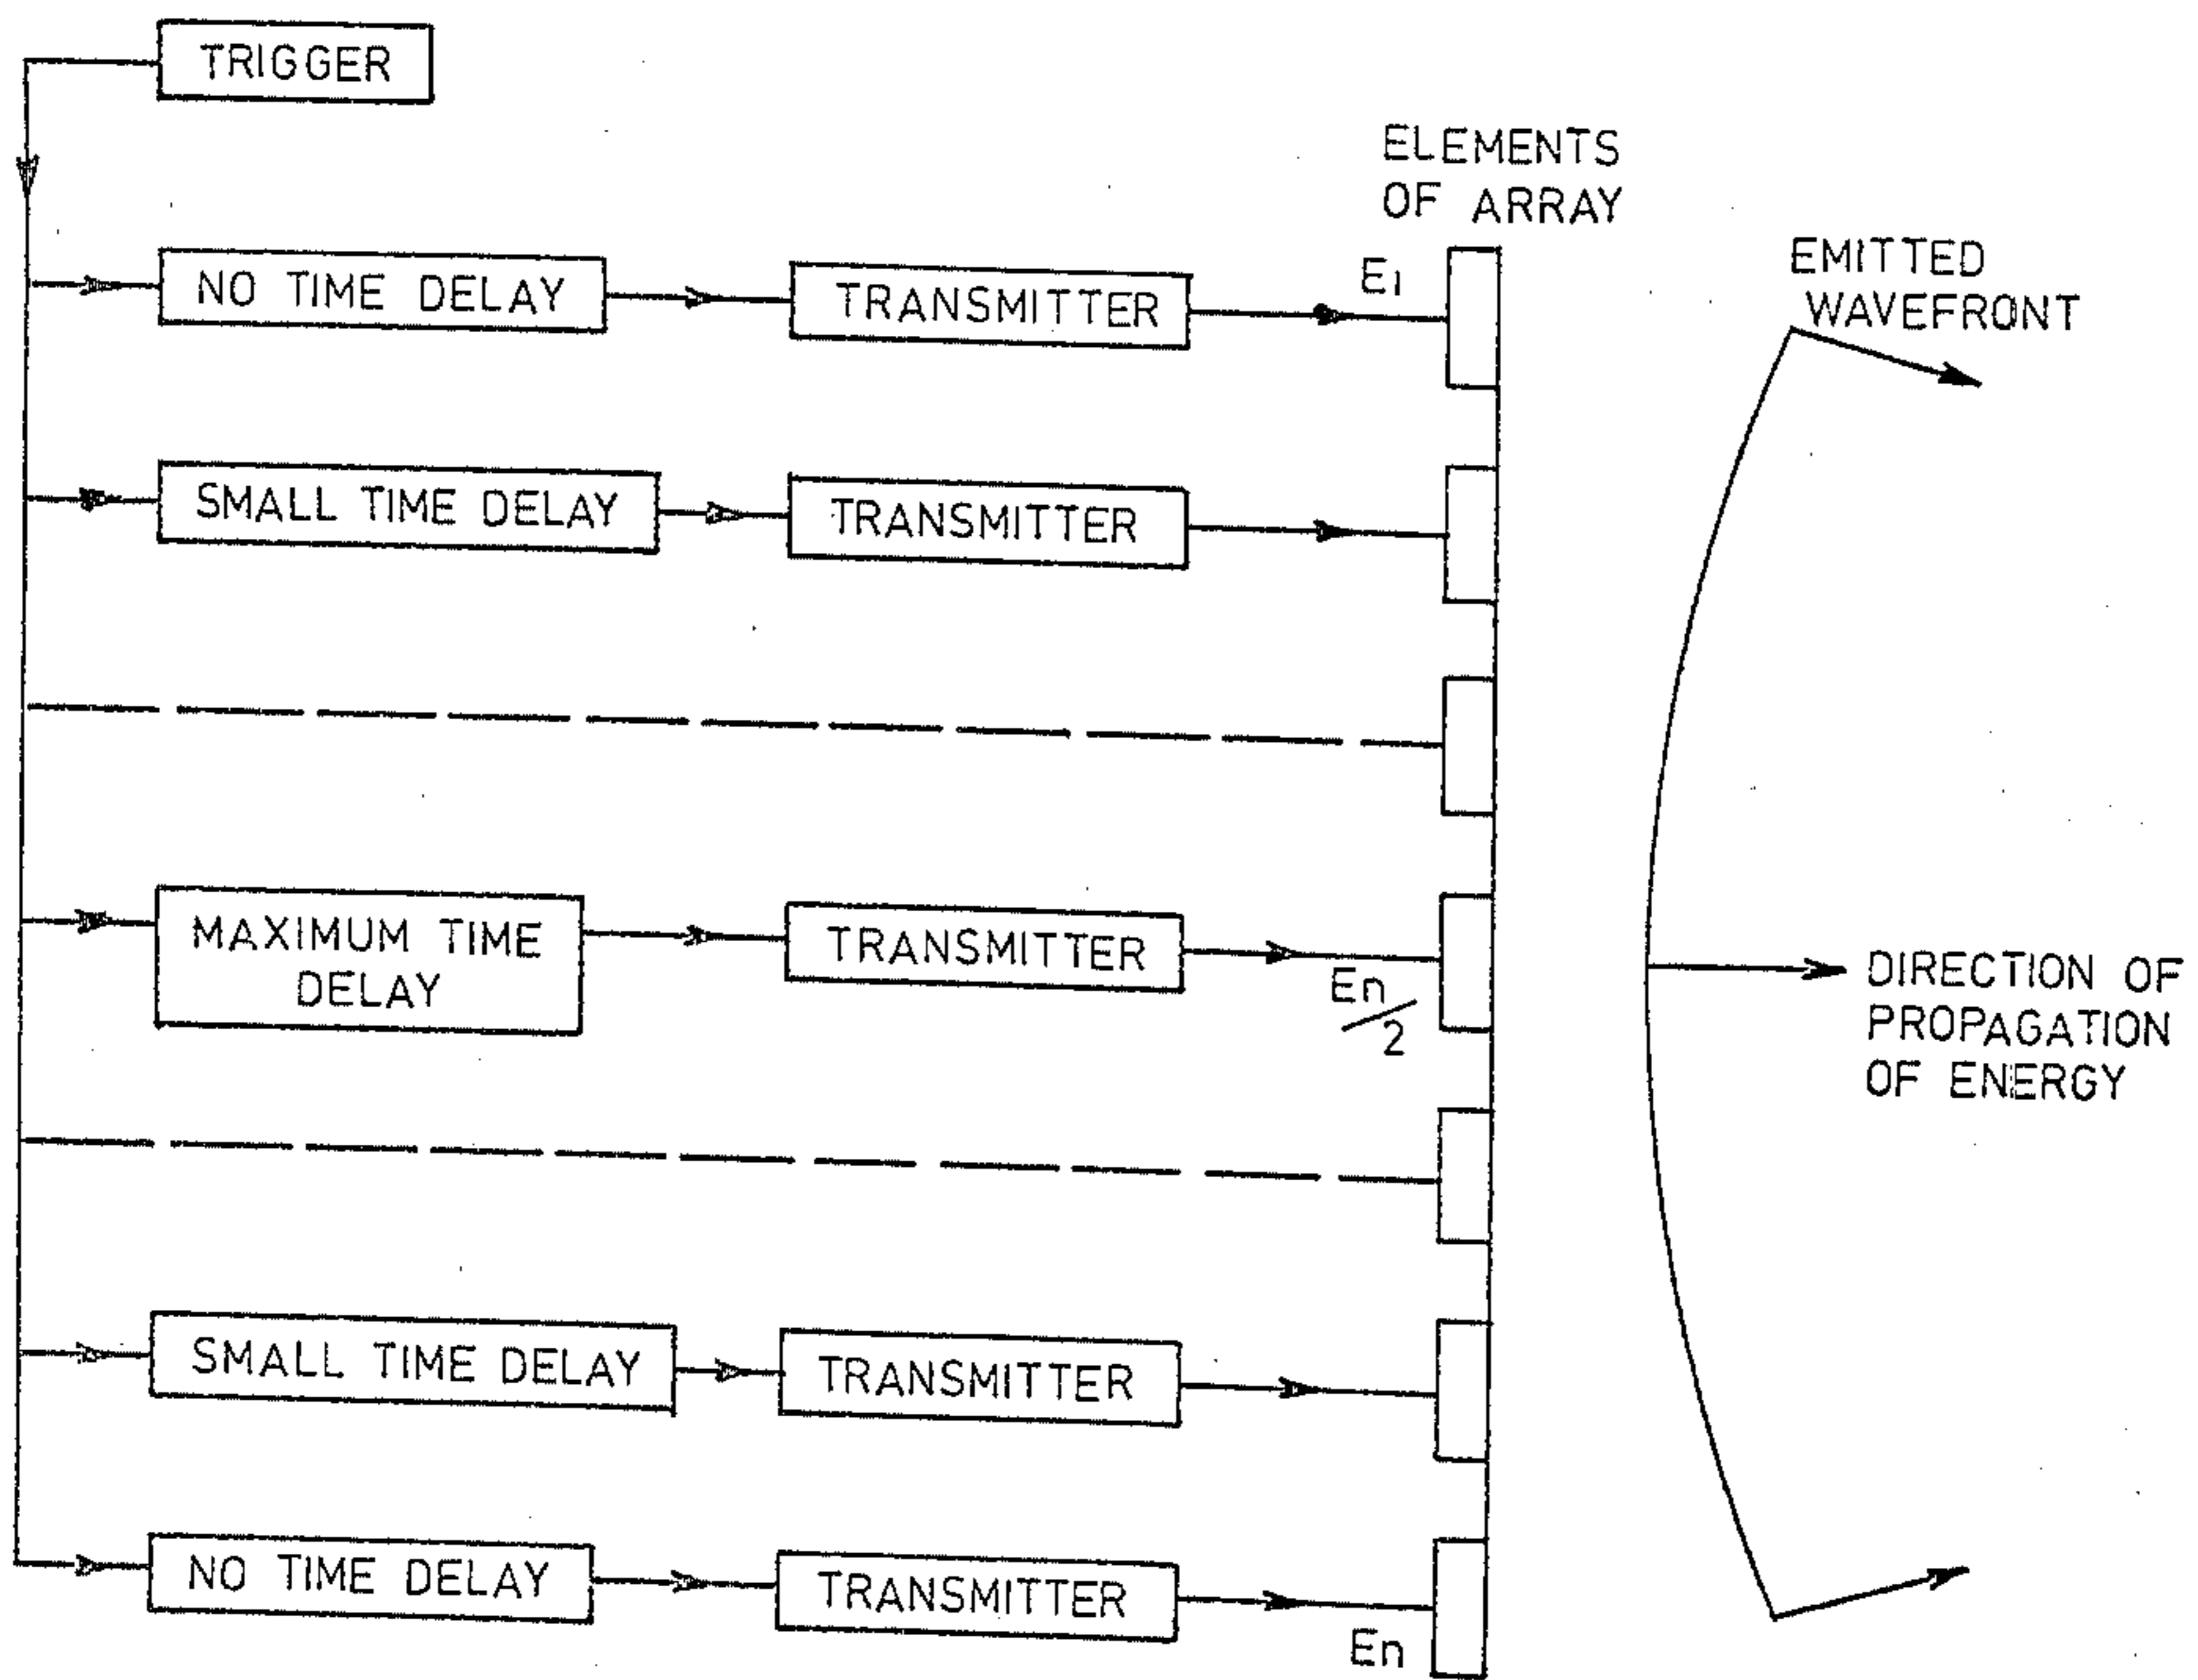 TRIGGER
ELEMENTS
OF ARRAY
EMITTED
WAVEFRONT
NO TIME DELAY
TRANSMITTER
E1
SMALL TIME DELAY
TRANSMITTER
MAXIMUM TIME
DELAY
TRANSMITTER
En/2
DIRECTION OF
PROPAGATION
OF ENERGY
SMALL TIME DELAY
TRANSMITTER
NO TIME DELAY
TRANSMITTER
En